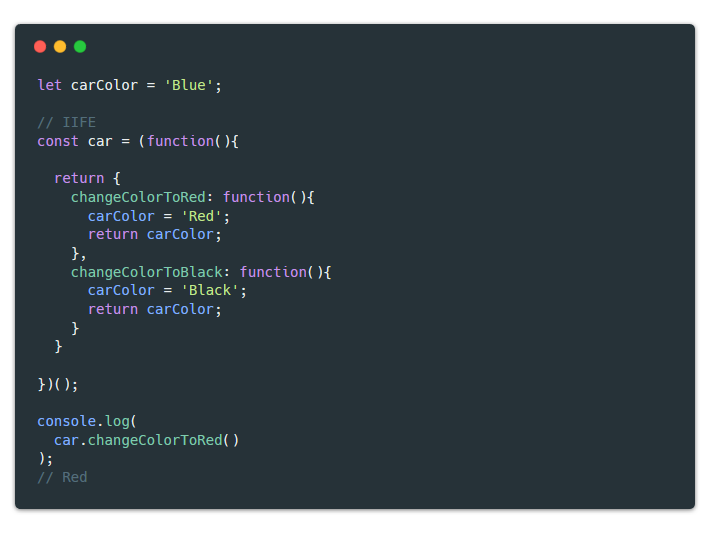 let carColor = 'Blue';

// IIFE
const car = (function(){

  return {
    changeColorToRed: function(){
      carColor = 'Red';
      return carColor;
    },
    changeColorToBlack: function(){
      carColor = 'Black';
      return carColor;
    }
  }

})();

console.log(
  car.changeColorToRed()
);
// Red